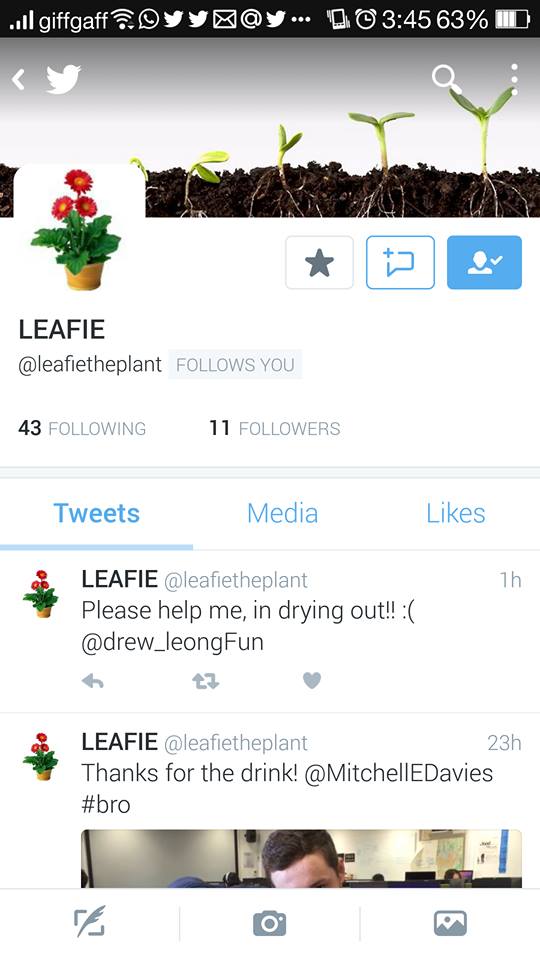 giffgaff 3:45 63%
LEAFIE
@leafietheplant FOLLOWS YOU
43 FOLLOWING 11 FOLLOWERS
Tweets Media Likes
LEAFIE @leafietheplant 1h
Please help me, in drying out!! :(
@drew_leongFun
LEAFIE @leafietheplant 23h
Thanks for the drink! @MitchellEDavies
#bro